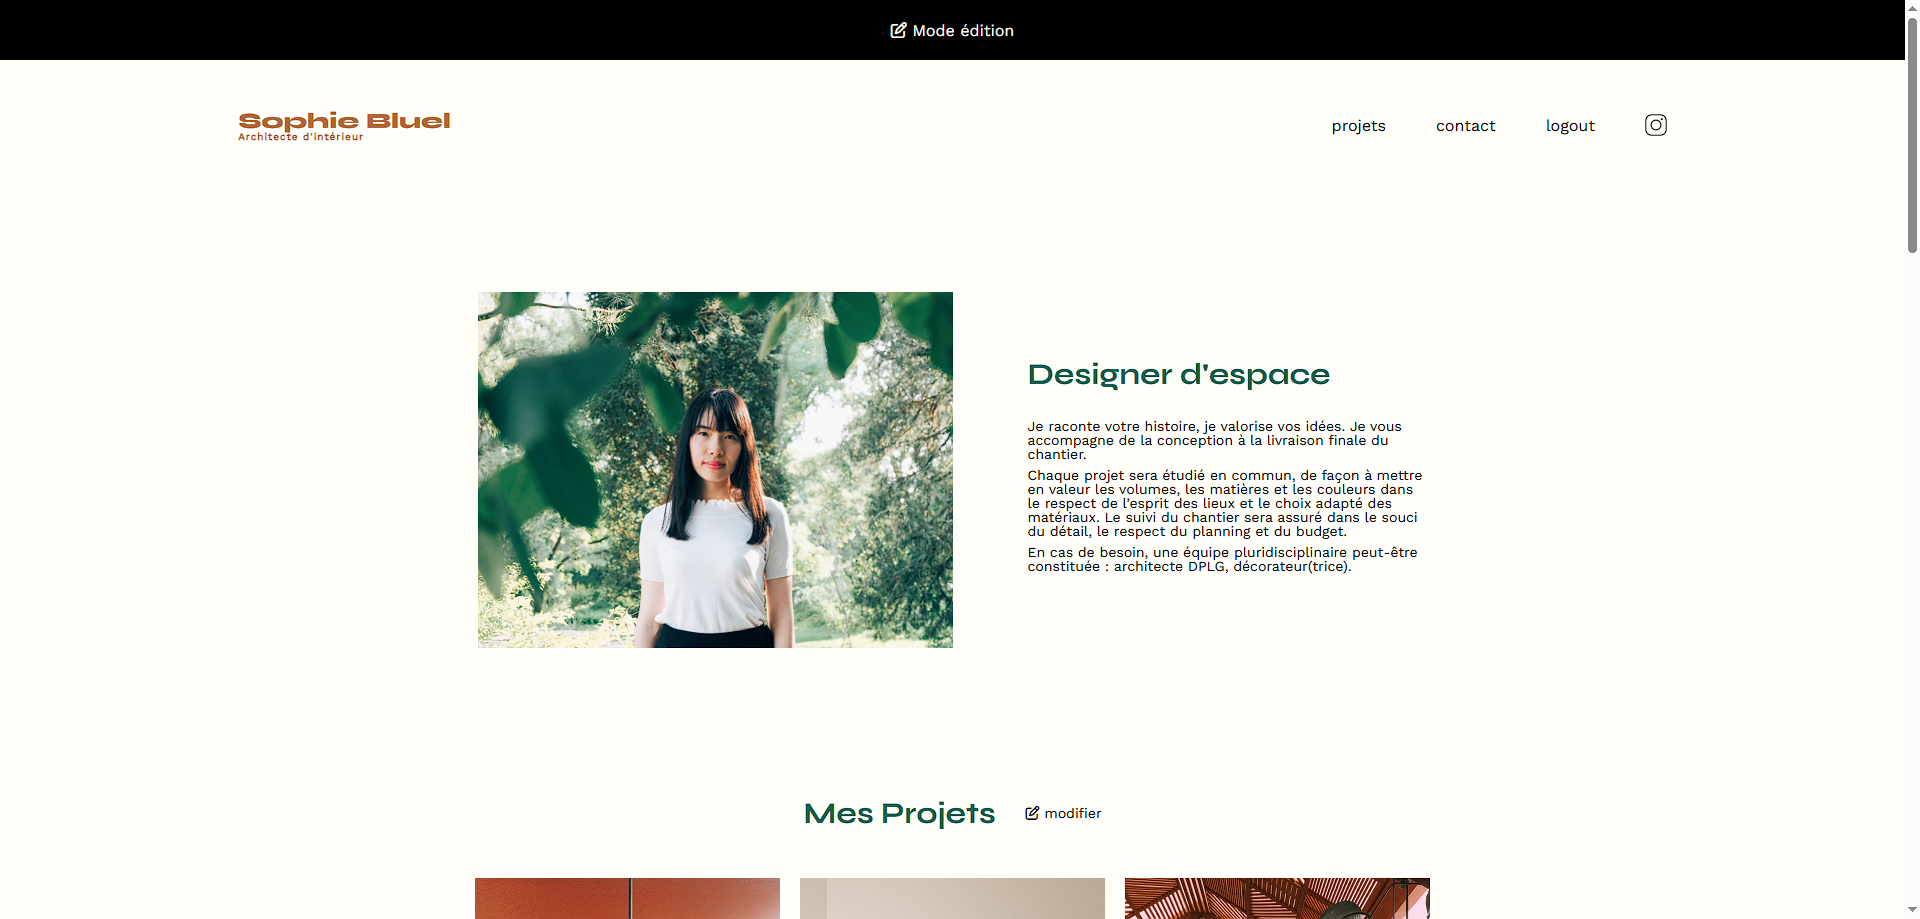 Mode édition
Sophie Bluel
Architecte d'intérieur
projets
contact
logout
Designer d'espace
Je raconte votre histoire, je valorise vos idées. Je vous
accompagne de la conception à la livraison finale du
chantier.
Chaque projet sera étudié en commun, de façon à mettre
en valeur les volumes, les matières et les couleurs dans
le respect de l’esprit des lieux et le choix adapté des
matériaux. Le suivi du chantier sera assuré dans le souci
du détail, le respect du planning et du budget.
En cas de besoin, une équipe pluridisciplinaire peut-être
constituée : architecte DPLG, décorateur(trice).
Mes Projets
modifier